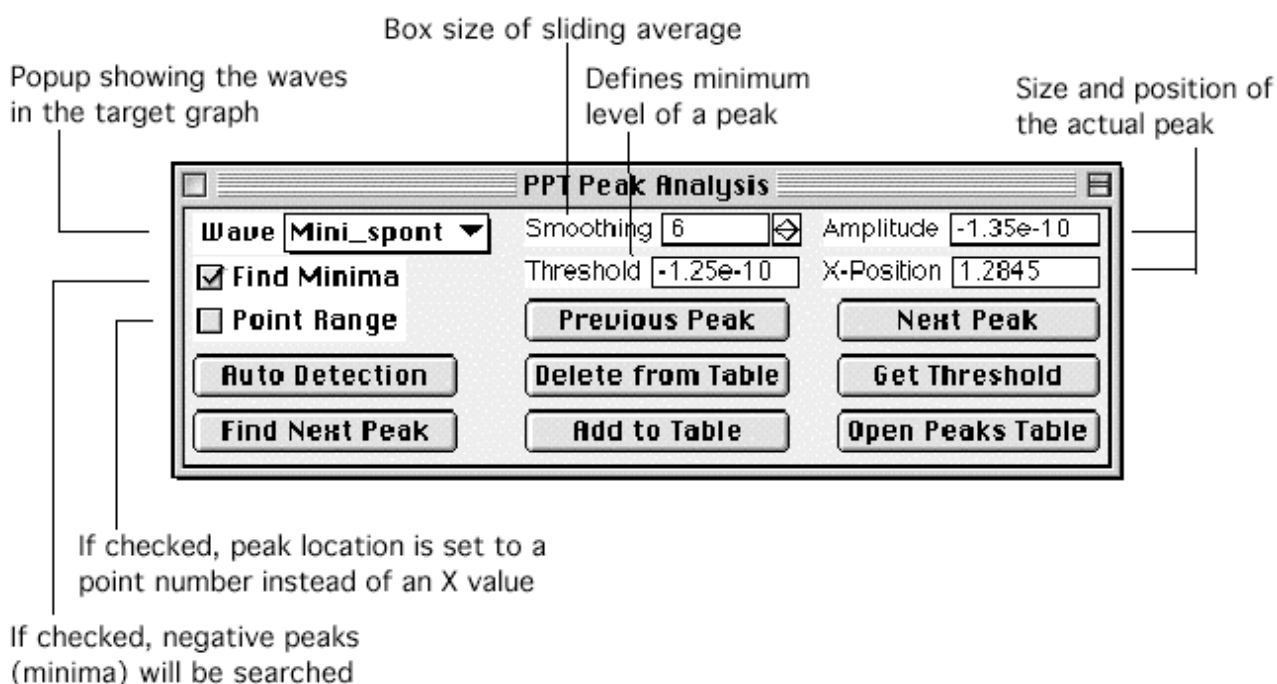 Box size of sliding average
Popup showing the waves
in the target graph
Defines minimum
level of a peak
Size and position of
the actual peak
PPT Peak Analysis
Wave Mini_spont
Smoothing 6
Amplitude -1.35e-10
Find Minima
Threshold -1.25e-10
X-Position 1.2845
Point Range
Previous Peak
Next Peak
Auto Detection
Delete from Table
Get Threshold
Find Next Peak
Add to Table
Open Peaks Table
If checked, peak location is set to a
point number instead of an X value
If checked, negative peaks
(minima) will be searched